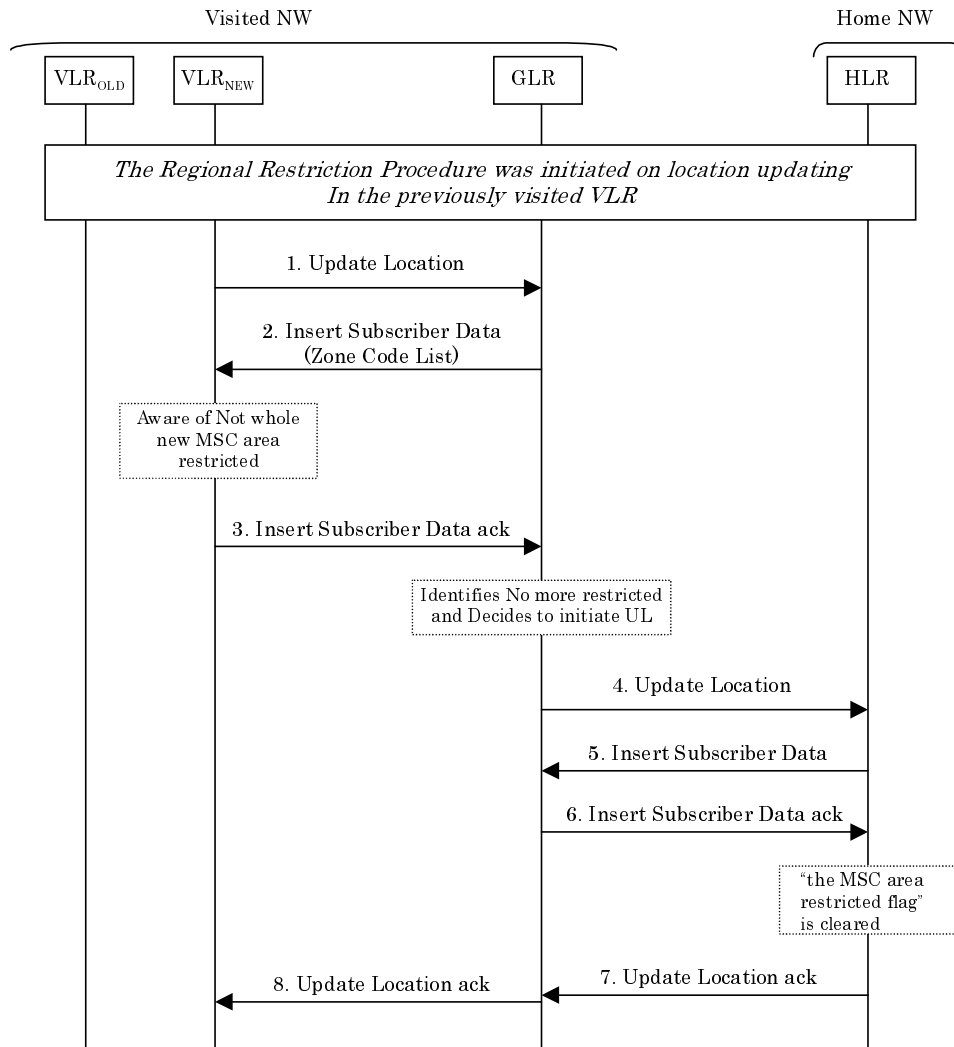 Visited NW
Home NW
VLR OLD
VLR NEW
GLR
HLR
The Regional Restriction Procedure was initiated on location updating
In the previously visited VLR
1. Update Location
2. Insert Subscriber Data
(Zone Code List)
Aware of Not whole
new MSC area
restricted
3. Insert Subscriber Data ack
Identifies No more restricted
and Decides to initiate UL
4. Update Location
5. Insert Subscriber Data
6. Insert Subscriber Data ack
“the MSC area
restricted flag”
is cleared
7. Update Location ack
8. Update Location ack